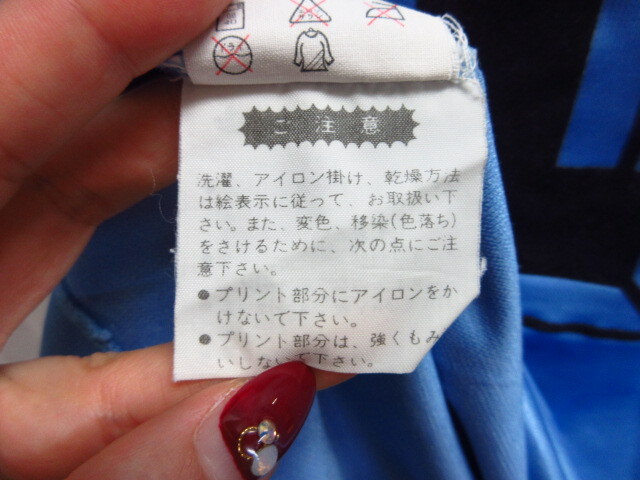 40
ご注意
洗濯、アイロン掛け、乾燥方法
は絵表示に従って、お取扱い下
さい。また、変色、移染(色落ち)
をさけるために、次の点にご注
意下さい。
●プリント部分にアイロンをか
けないで下さい。
●プリント部分は、強くもみ
いしないで下さい。